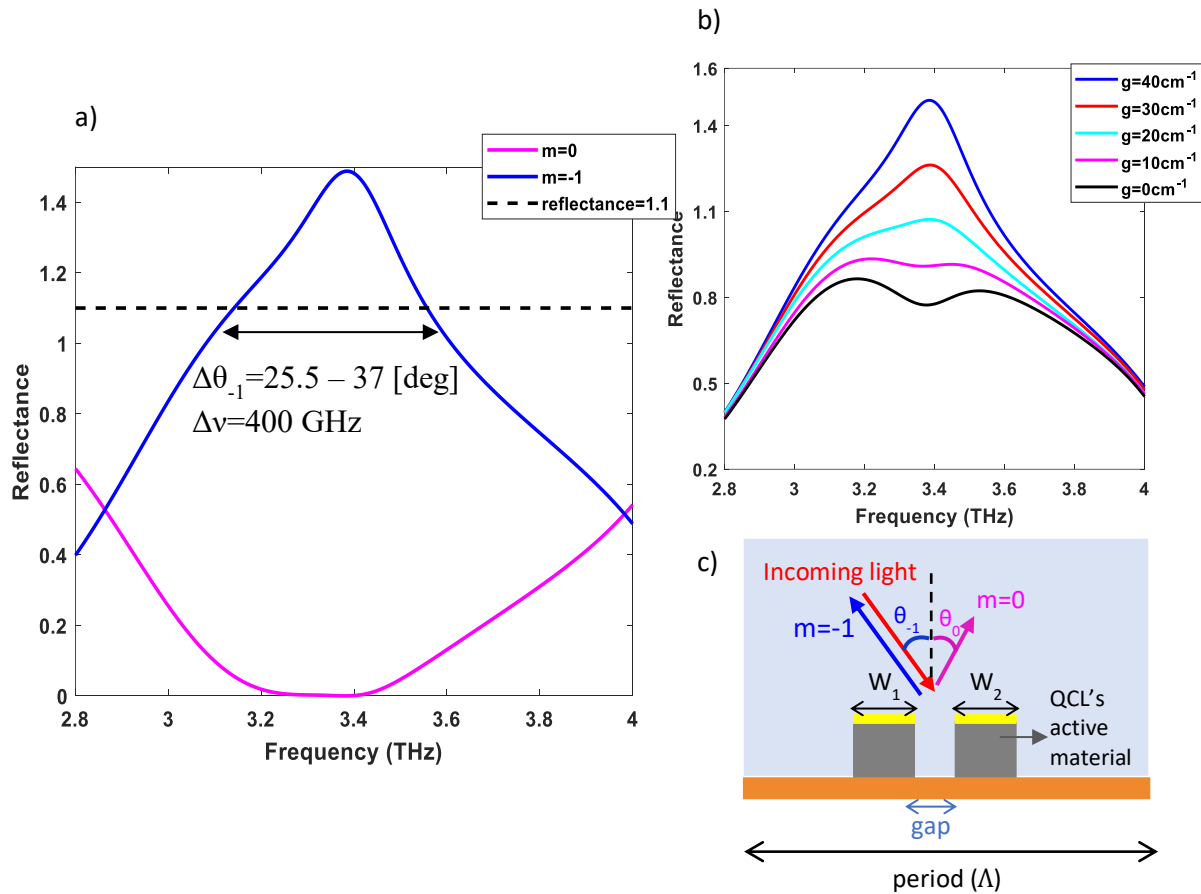 a)
m=0
m=-1
reflectance=1.1
Reflectance
1.4
1.2
1
0.8
0.6
0.4
0.2
0
Δθ-1=25.5 – 37 [deg]
Δν=400 GHz
2.8 3 3.2 3.4 3.6 3.8 4
Frequency (THz)
b)
g=40cm-1
g=30cm-1
g=20cm-1
g=10cm-1
g=0cm-1
Reflectance
1.6
1.4
1.1
0.8
0.5
0.2
2.8 3 3.2 3.4 3.6 3.8 4
Frequency (THz)
c)
Incoming light
m=-1
θ-1
θ0
m=0
W1
W2
QCL's
active
material
gap
period (Λ)